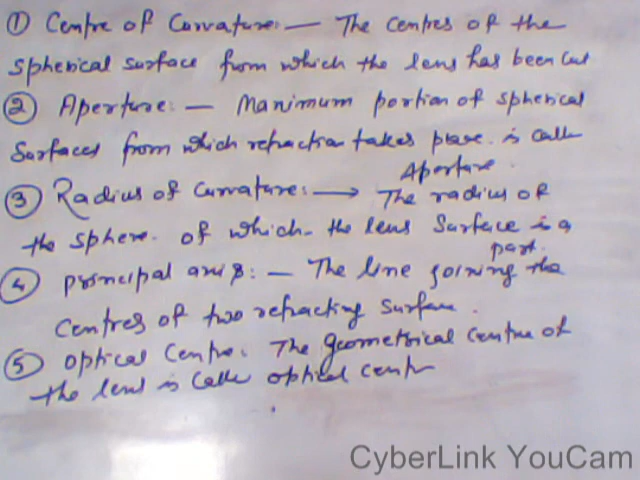 ① Centre of Curvature:— The centres of the
spherical surface from which the lens has been cut
② Aperture:— Maximum portion of spherical
Surfaces from which refraction takes place. is calle
Aperture.
③ Radius of Curvature:→ The radius of
the sphere. of which- the lens Surface is a
part.
④ principal axis:— The line joining the
Centres of two refracting surface.
⑤ optical Centre. The geometrical centre of
the lens is calle optical centr
CyberLink YouCam